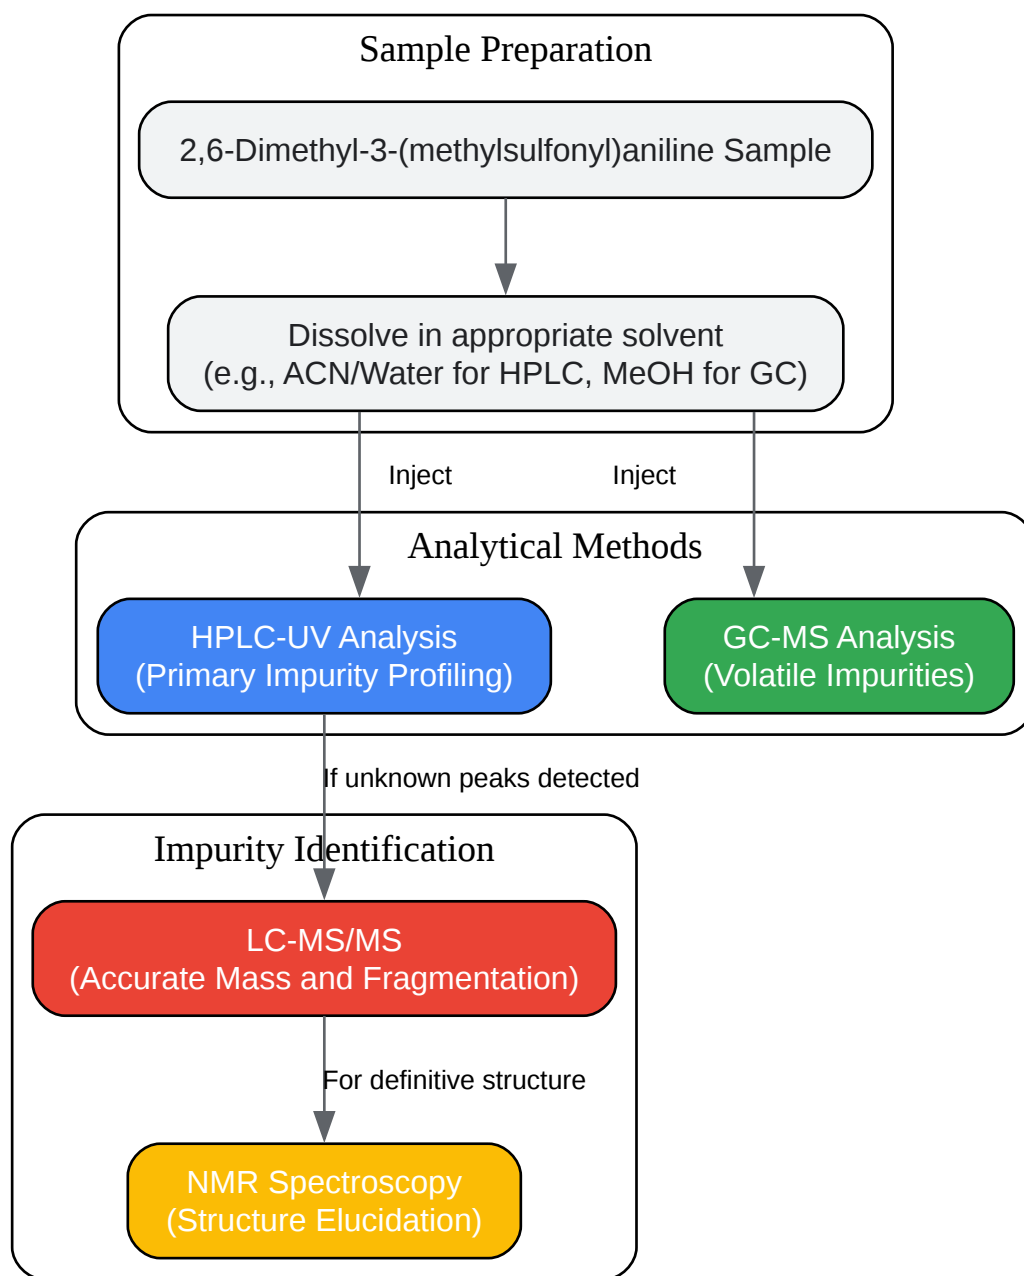 Sample Preparation
2,6-Dimethyl-3-(methylsulfonyl)aniline Sample
Dissolve in appropriate solvent
(e.g., ACN/Water for HPLC, MeOH for GC)
Inject
Inject
Analytical Methods
HPLC-UV Analysis
(Primary Impurity Profiling)
GC-MS Analysis
(Volatile Impurities)
If unknown peaks detected
Impurity Identification
LC-MS/MS
(Accurate Mass and Fragmentation)
For definitive structure
NMR Spectroscopy
(Structure Elucidation)